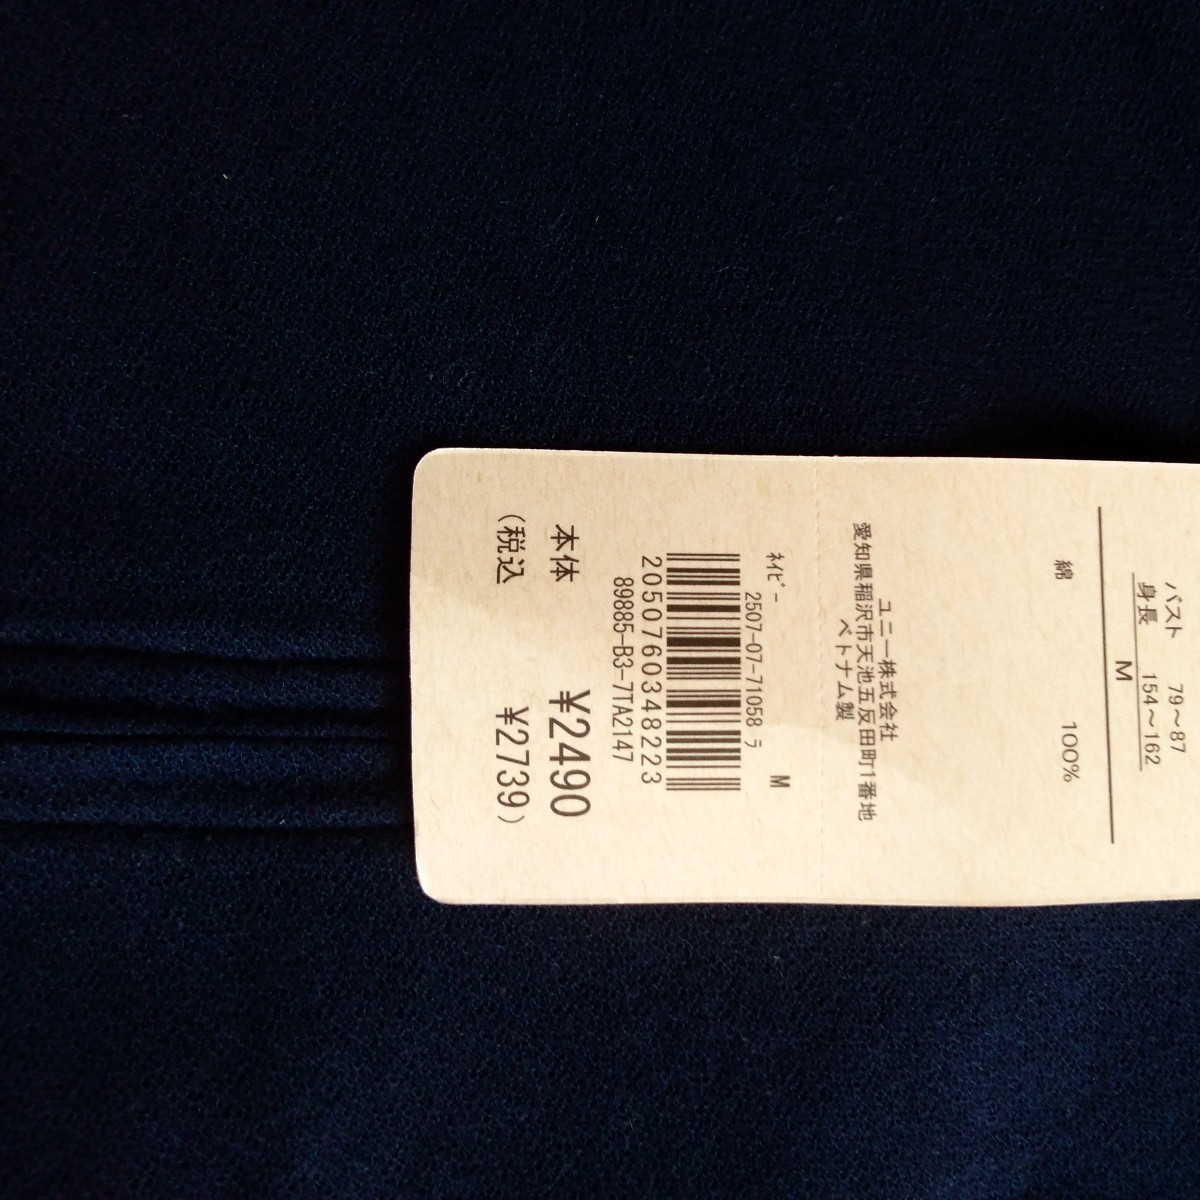 バスト 79～87
身長 154～162
M
綿 100%
ユニー株式会社
愛知県稲沢市天池五反田町1番地
ベトナム製
ﾈｲﾋﾞｰ M
2507-07-71058 ﾗ
2050760348223
89885-B3-7TA2147
本体 ¥2490
(税込 ¥2739)